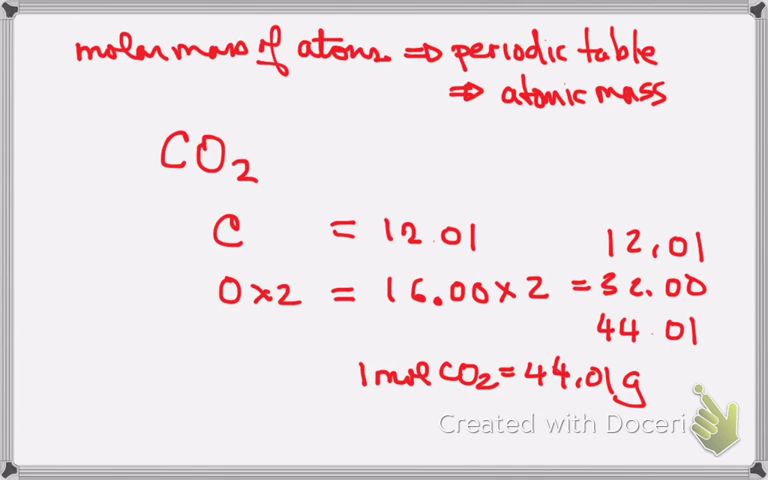 molar mass of atoms ⇒ periodic table
⇒ atomic mass
CO₂
C = 12.01 12.01
O×2 = 16.00×2 = 32.00
44.01
1 mol CO₂ = 44.01g
Created with Doceri